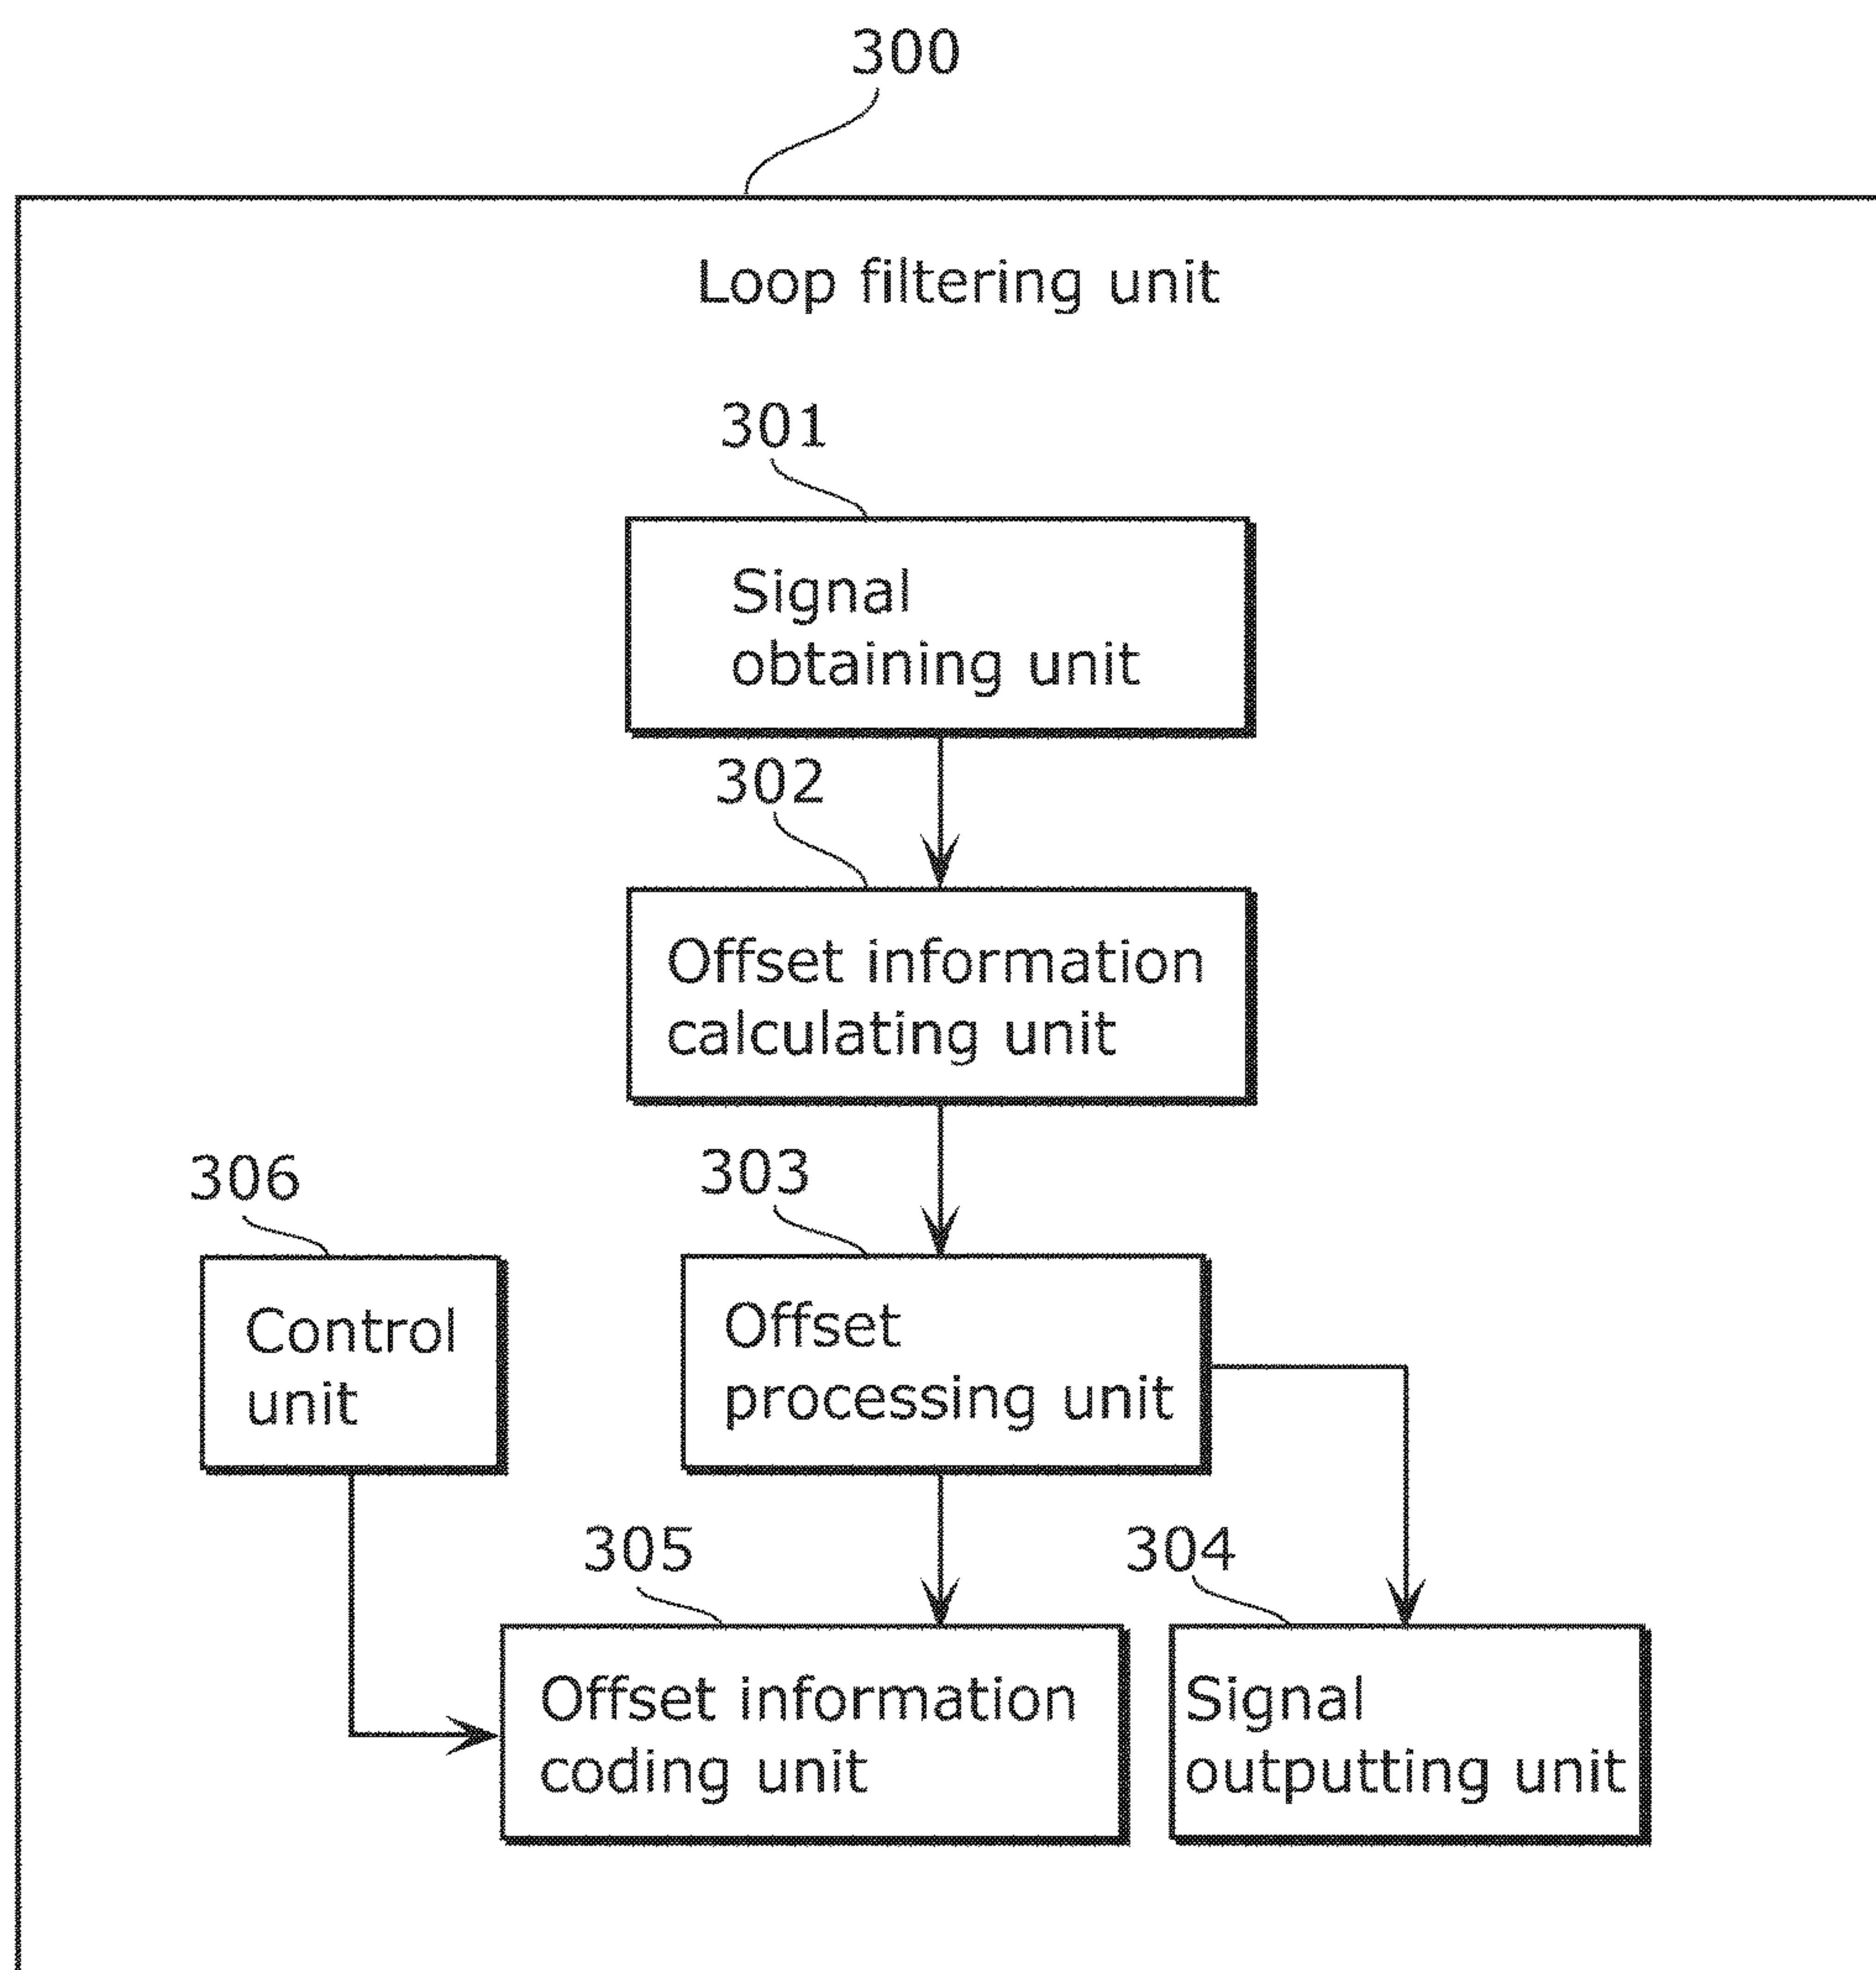 300
Loop filtering unit
301
Signal
obtaining unit
302
Offset information
calculating unit
306
303
Control
unit
Offset
processing unit
305
304
Offset information
coding unit
Signal
outputting unit